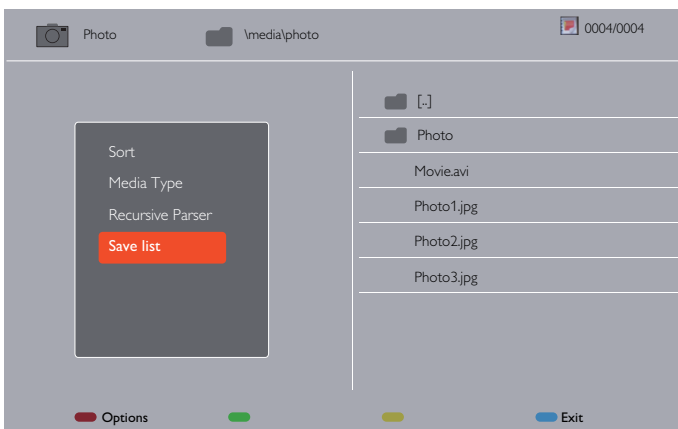 Photo \media\photo 0004/0004
Sort
Media Type
Recursive Parser
Save list
[..]
Photo
Movie.avi
Photo1.jpg
Photo2.jpg
Photo3.jpg
Options Exit